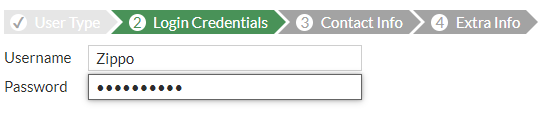 ✓ User Type 2 Login Credentials 3 Contact Info 4 Extra Info
Username Zippo
Password ••••••••••